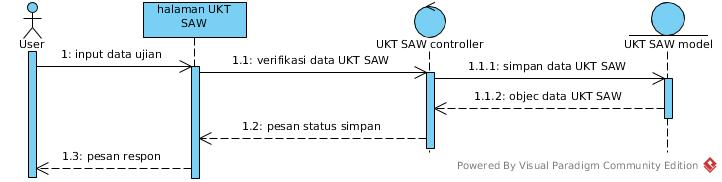 halaman UKT
SAW
User
UKT SAW controller
UKT SAW model
1: input data ujian
1.1: verifikasi data UKT SAW
1.1.1: simpan data UKT SAW
1.1.2: objec data UKT SAW
1.2: pesan status simpan
1.3: pesan respon
Powered By Visual Paradigm Community Edition